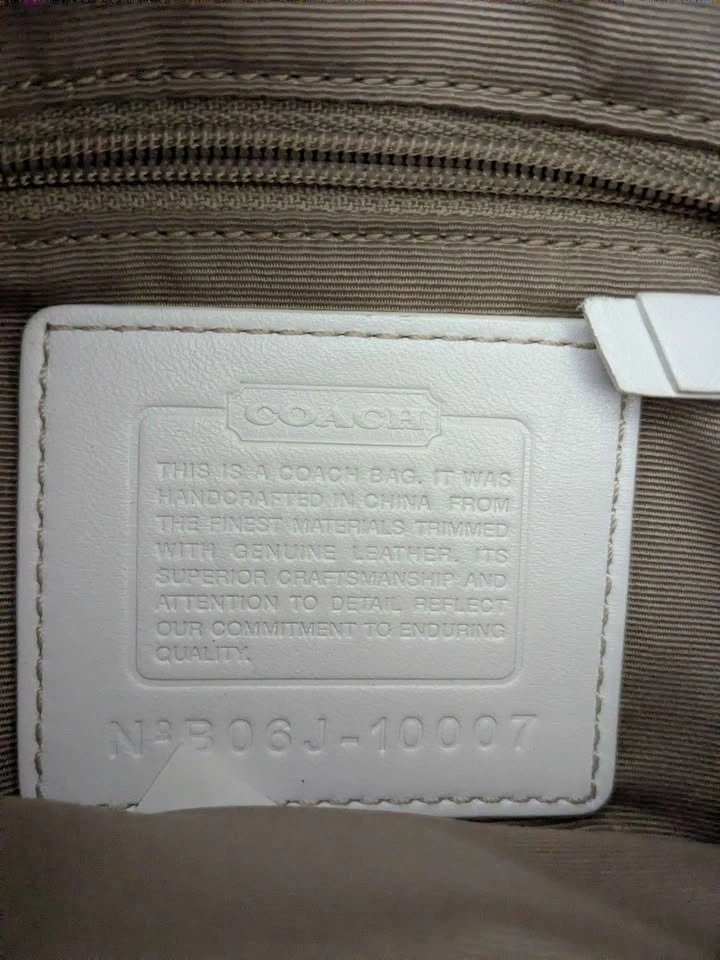 COACH
THIS IS A COACH BAG. IT WAS
HANDCRAFTED IN CHINA FROM
THE FINEST MATERIALS TRIMMED
WITH GENUINE LEATHER. ITS
SUPERIOR CRAFTSMANSHIP AND
ATTENTION TO DETAIL REFLECT
OUR COMMITMENT TO ENDURING
QUALITY.
Nº B06J-10007